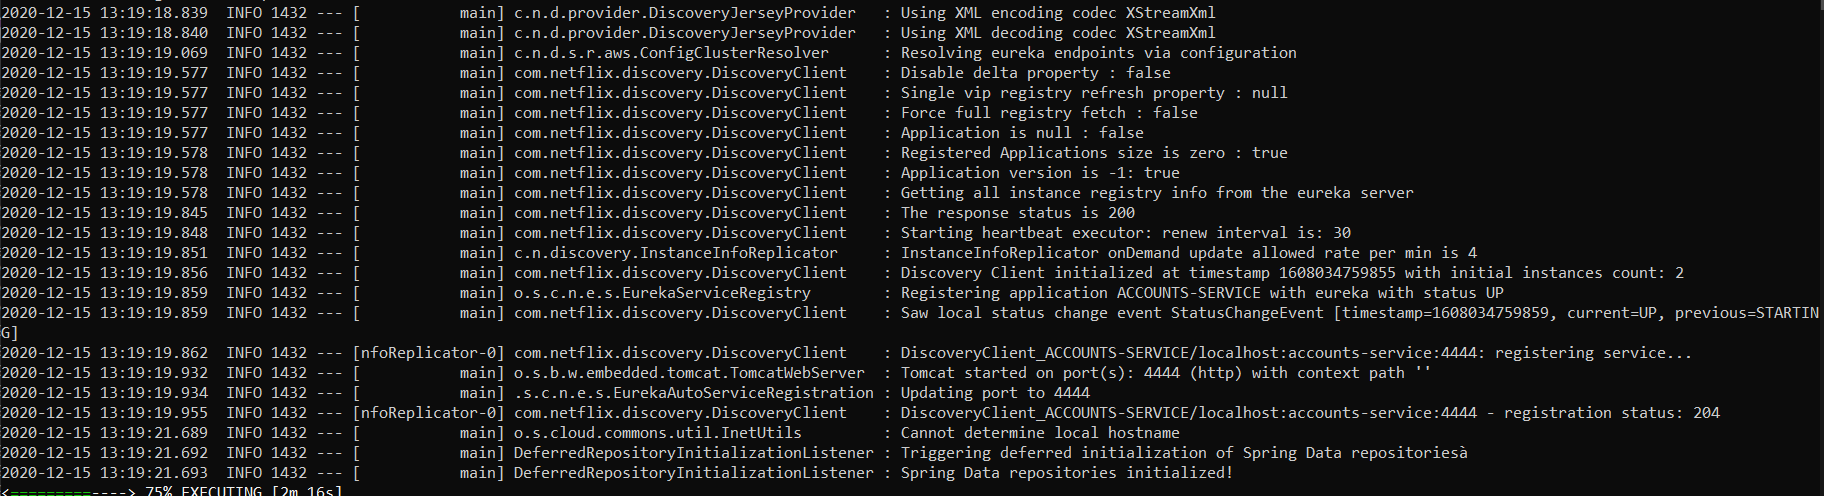 2020-12-15 13:19:18.839  INFO 1432 --- [           main] c.n.d.provider.DiscoveryJerseyProvider   : Using XML encoding codec XStreamXml
2020-12-15 13:19:18.840  INFO 1432 --- [           main] c.n.d.provider.DiscoveryJerseyProvider   : Using XML decoding codec XStreamXml
2020-12-15 13:19:19.069  INFO 1432 --- [           main] c.n.d.s.r.aws.ConfigClusterResolver      : Resolving eureka endpoints via configuration
2020-12-15 13:19:19.577  INFO 1432 --- [           main] com.netflix.discovery.DiscoveryClient    : Disable delta property : false
2020-12-15 13:19:19.577  INFO 1432 --- [           main] com.netflix.discovery.DiscoveryClient    : Single vip registry refresh property : null
2020-12-15 13:19:19.577  INFO 1432 --- [           main] com.netflix.discovery.DiscoveryClient    : Force full registry fetch : false
2020-12-15 13:19:19.577  INFO 1432 --- [           main] com.netflix.discovery.DiscoveryClient    : Application is null : false
2020-12-15 13:19:19.578  INFO 1432 --- [           main] com.netflix.discovery.DiscoveryClient    : Registered Applications size is zero : true
2020-12-15 13:19:19.578  INFO 1432 --- [           main] com.netflix.discovery.DiscoveryClient    : Application version is -1: true
2020-12-15 13:19:19.578  INFO 1432 --- [           main] com.netflix.discovery.DiscoveryClient    : Getting all instance registry info from the eureka server
2020-12-15 13:19:19.845  INFO 1432 --- [           main] com.netflix.discovery.DiscoveryClient    : The response status is 200
2020-12-15 13:19:19.848  INFO 1432 --- [           main] com.netflix.discovery.DiscoveryClient    : Starting heartbeat executor: renew interval is: 30
2020-12-15 13:19:19.851  INFO 1432 --- [           main] c.n.discovery.InstanceInfoReplicator     : InstanceInfoReplicator onDemand update allowed rate per min is 4
2020-12-15 13:19:19.856  INFO 1432 --- [           main] com.netflix.discovery.DiscoveryClient    : Discovery Client initialized at timestamp 1608034759855 with initial instances count: 2
2020-12-15 13:19:19.859  INFO 1432 --- [           main] o.s.c.n.e.s.EurekaServiceRegistry        : Registering application ACCOUNTS-SERVICE with eureka with status UP
2020-12-15 13:19:19.859  INFO 1432 --- [           main] com.netflix.discovery.DiscoveryClient    : Saw local status change event StatusChangeEvent [timestamp=1608034759859, current=UP, previous=STARTIN
G]
2020-12-15 13:19:19.862  INFO 1432 --- [nfoReplicator-0] com.netflix.discovery.DiscoveryClient    : DiscoveryClient_ACCOUNTS-SERVICE/localhost:accounts-service:4444: registering service...
2020-12-15 13:19:19.932  INFO 1432 --- [           main] o.s.b.w.embedded.tomcat.TomcatWebServer  : Tomcat started on port(s): 4444 (http) with context path ''
2020-12-15 13:19:19.934  INFO 1432 --- [           main] .s.c.n.e.s.EurekaAutoServiceRegistration : Updating port to 4444
2020-12-15 13:19:19.955  INFO 1432 --- [nfoReplicator-0] com.netflix.discovery.DiscoveryClient    : DiscoveryClient_ACCOUNTS-SERVICE/localhost:accounts-service:4444 - registration status: 204
2020-12-15 13:19:21.689  INFO 1432 --- [           main] o.s.cloud.commons.util.InetUtils         : Cannot determine local hostname
2020-12-15 13:19:21.692  INFO 1432 --- [           main] DeferredRepositoryInitializationListener : Triggering deferred initialization of Spring Data repositoriesà
2020-12-15 13:19:21.693  INFO 1432 --- [           main] DeferredRepositoryInitializationListener : Spring Data repositories initialized!
<=========----> 75% EXECUTING [2m 16s]